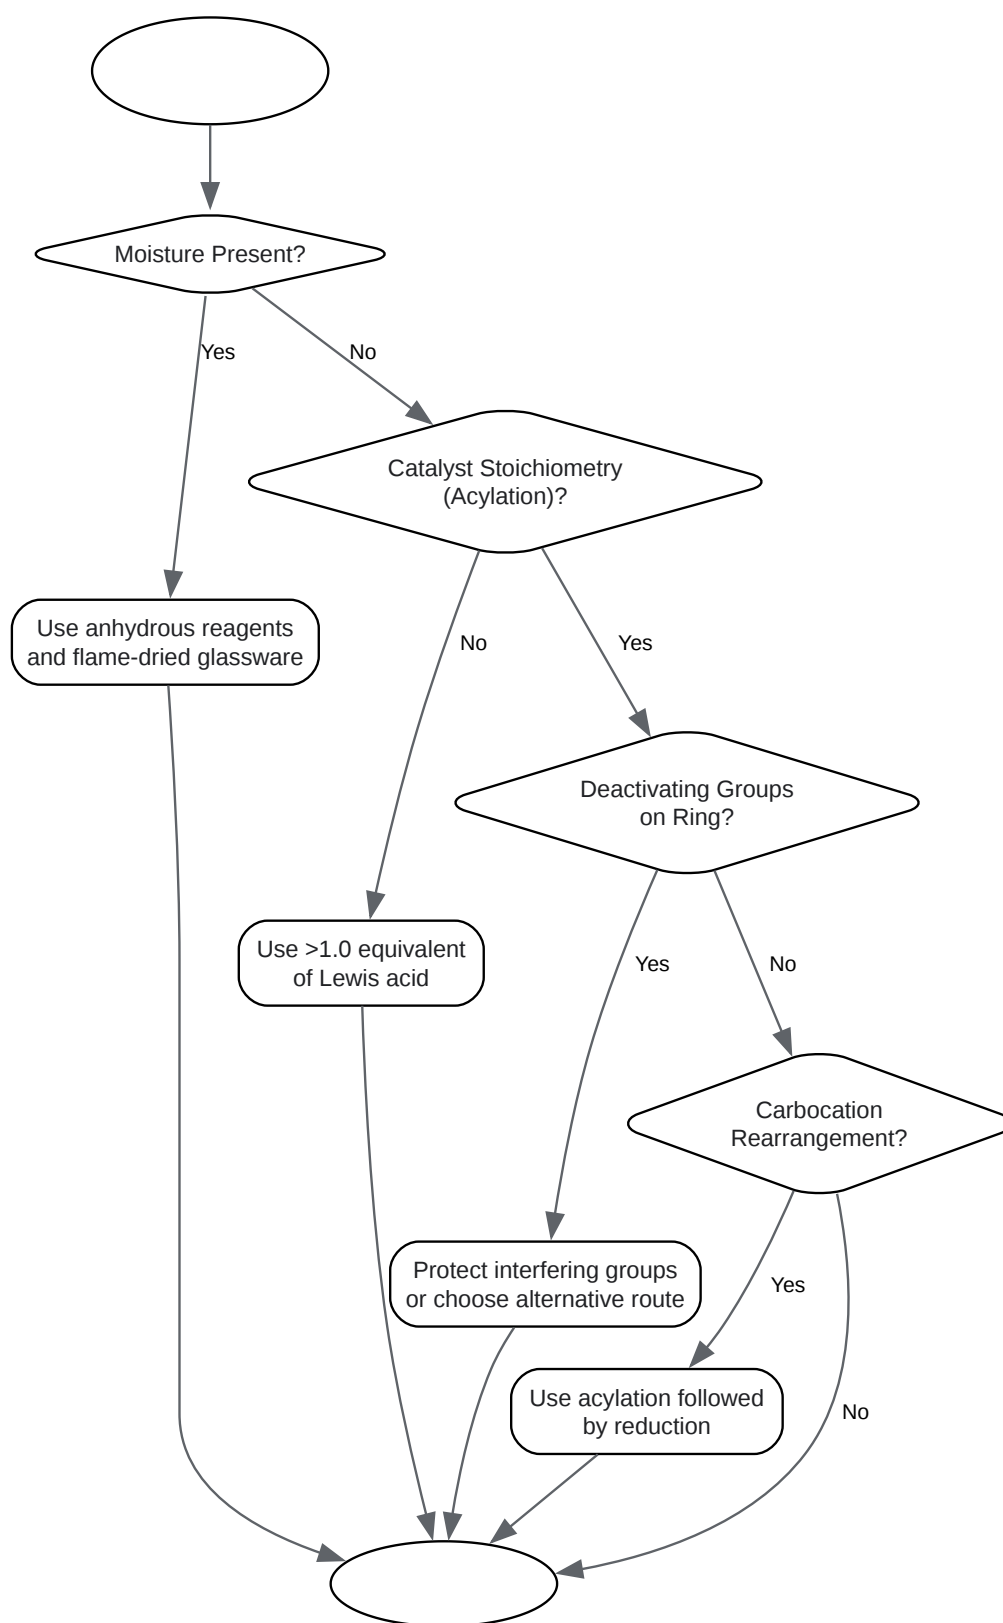 Moisture Present?
Yes
No
Catalyst Stoichiometry
(Acylation)?
Use anhydrous reagents
and flame-dried glassware
No
Yes
Deactivating Groups
on Ring?
Use >1.0 equivalent
of Lewis acid
Yes
No
Carbocation
Rearrangement?
Protect interfering groups
or choose alternative route
Yes
Use acylation followed
by reduction
No